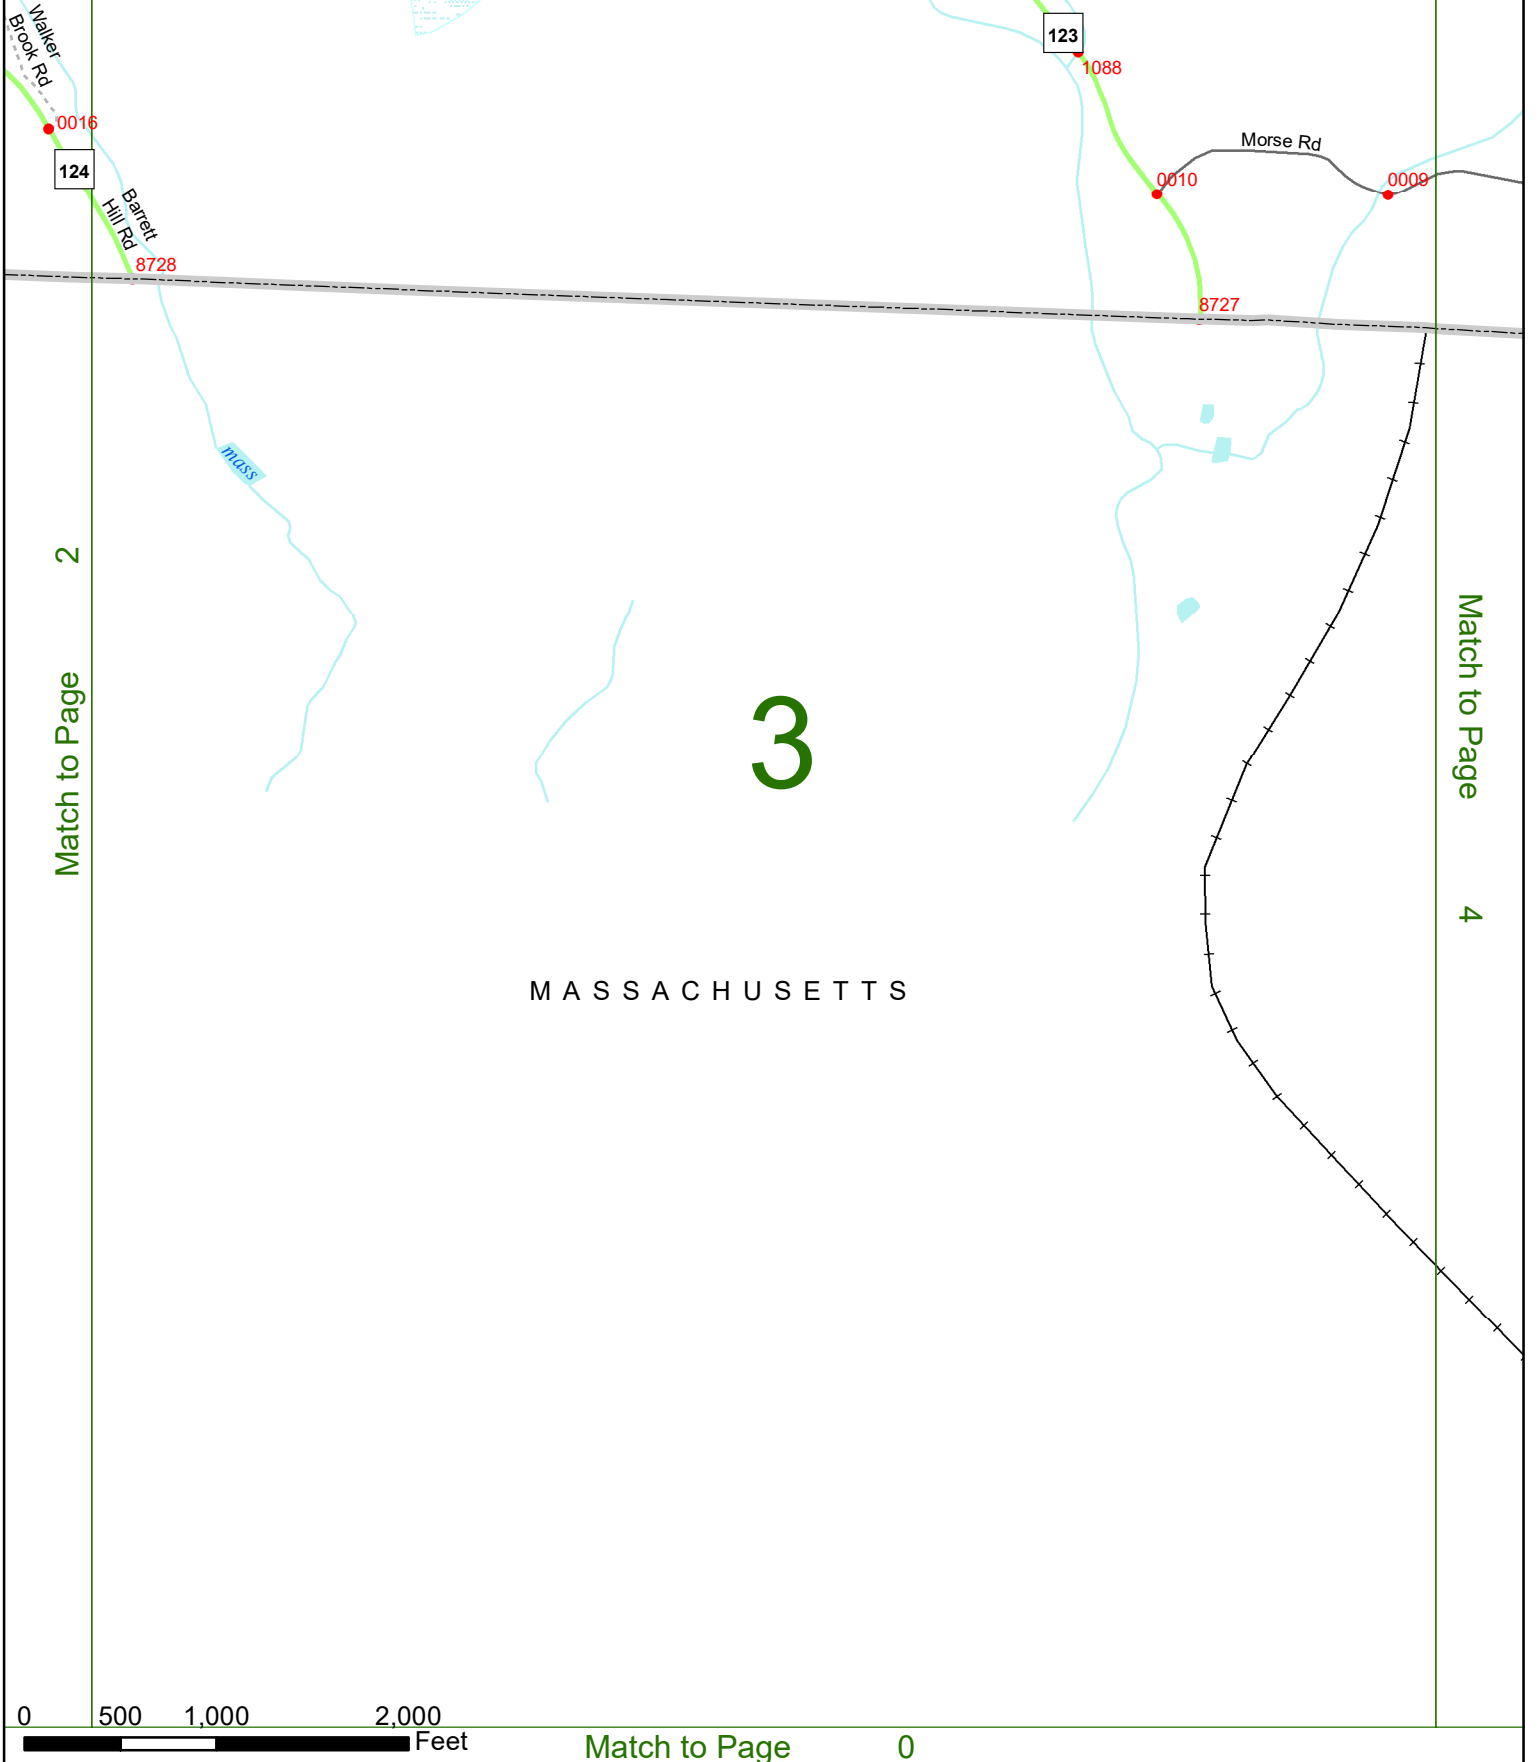 Walker
Brook Rd
123
1088
0016
Morse Rd
124
0010
0009
Barrett
Hill Rd
8728
8727
mass
Match to Page 2
Match to Page 4
3
MASSACHUSETTS
0 500 1,000 2,000
Feet
Match to Page 0